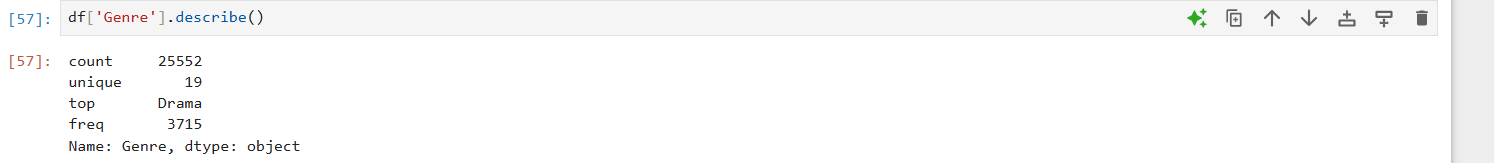 [57]: df['Genre'].describe()
[57]: count 25552
unique 19
top Drama
freq 3715
Name: Genre, dtype: object